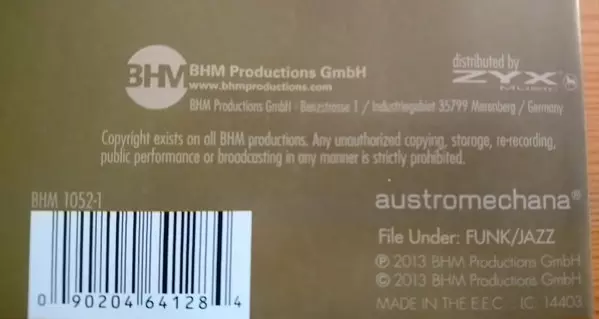 BHM BHM Productions GmbH
www.bhmproductions.com
distributed by
ZYX
MUSIC
BHM Productions GmbH · Benzstrasse 1 / Industriegebiet 35799 Merenberg / Germany
Copyright exists on all BHM productions. Any unauthorized copying, storage, re-recording,
public performance or broadcasting in any manner is strictly prohibited.
BHM 1052-1
austromechana®
File Under: FUNK/JAZZ
℗ 2013 BHM Productions GmbH
© 2013 BHM Productions GmbH
MADE IN THE E.E.C. LC 14403
0 90204 64128 4